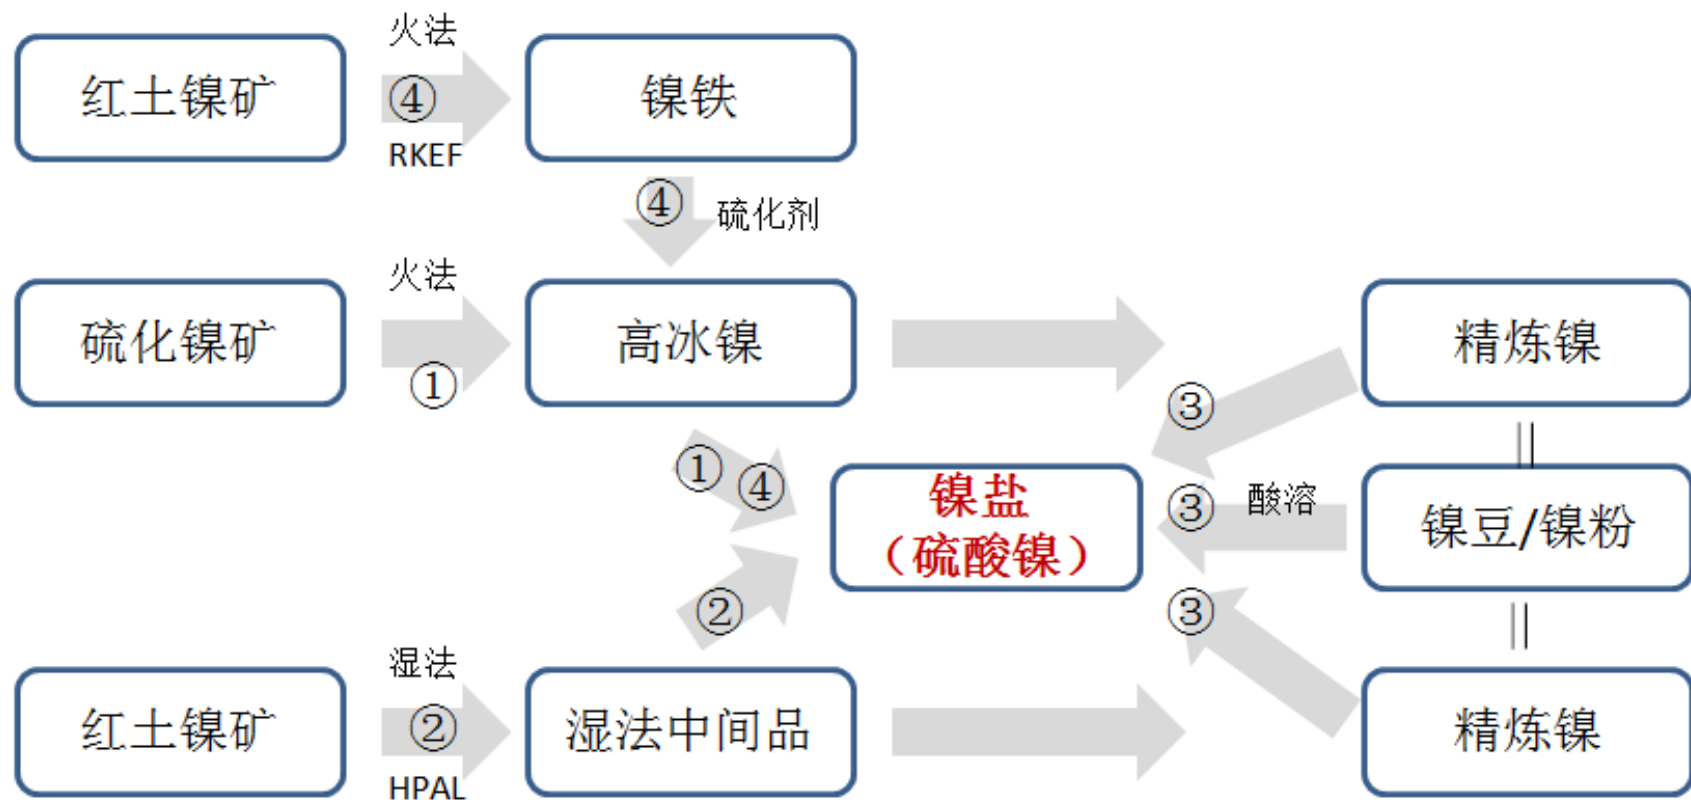 火法
红土镍矿
④
镍铁
RKEF
④
硫化剂
火法
硫化镍矿
①
高冰镍
精炼镍
③
①
④
镍盐
（硫酸镍）
③
酸溶
镍豆/镍粉
②
③
湿法
红土镍矿
②
湿法中间品
精炼镍
HPAL